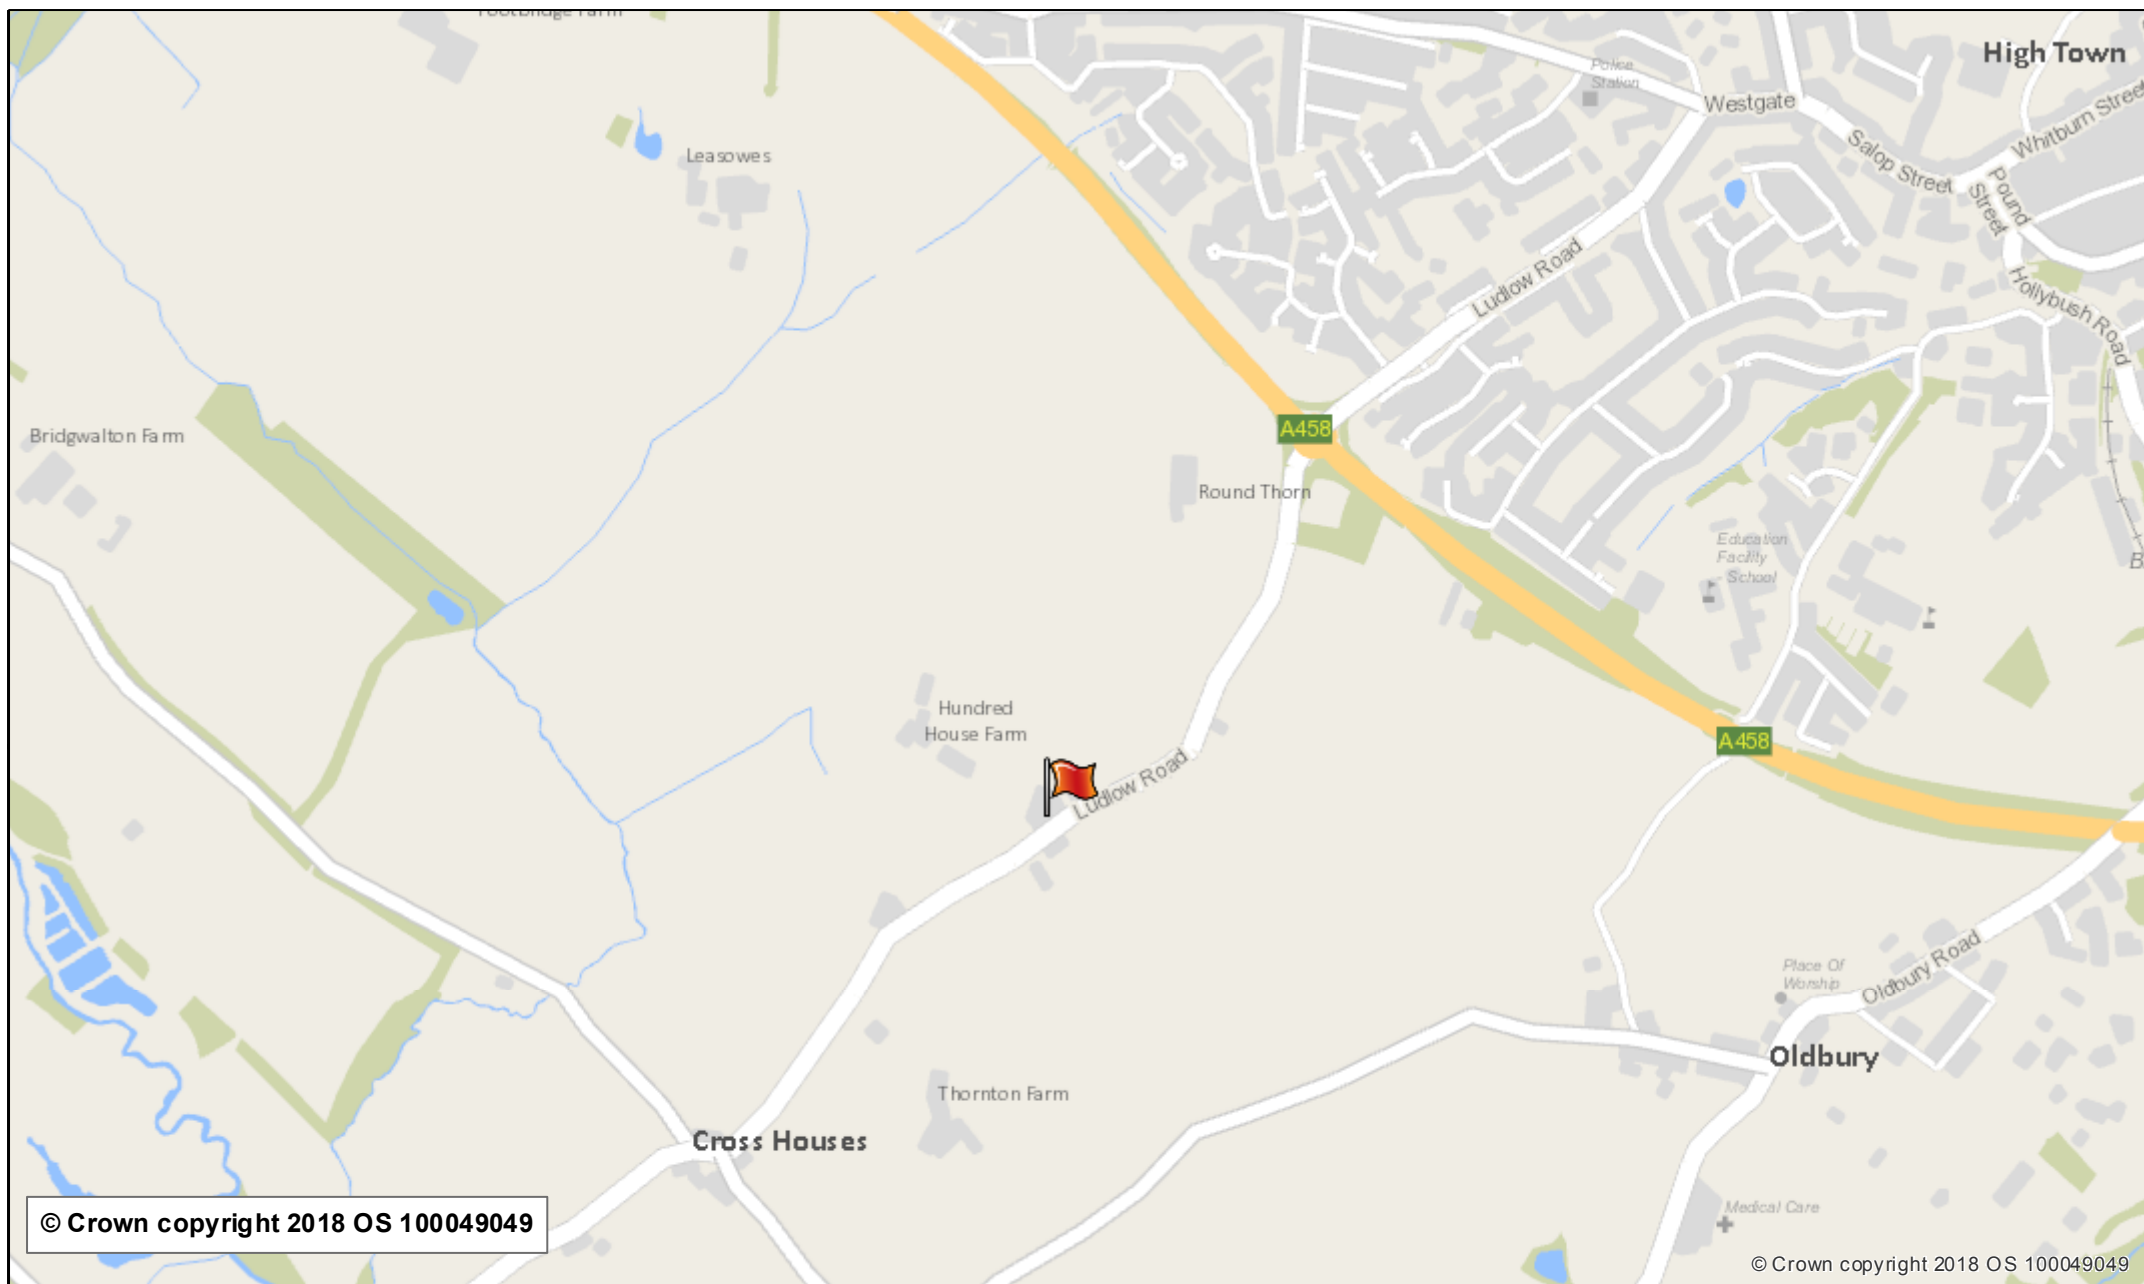 Footbridge Farm
High Town
Police
Station
Westgate
Whitburn Street
Salop Street
Pound
Street
Leasowes
Ludlow Road
Hollybush Road
A458
Bridgwalton Farm
Round Thorn
Education
Facility
- School
Hundred
House Farm
A458
Ludlow Road
Oldbury Road
Place Of
Worship
Oldbury
Thornton Farm
Cross Houses
Medical Care
© Crown copyright 2018 OS 100049049
© Crown copyright 2018 OS 100049049